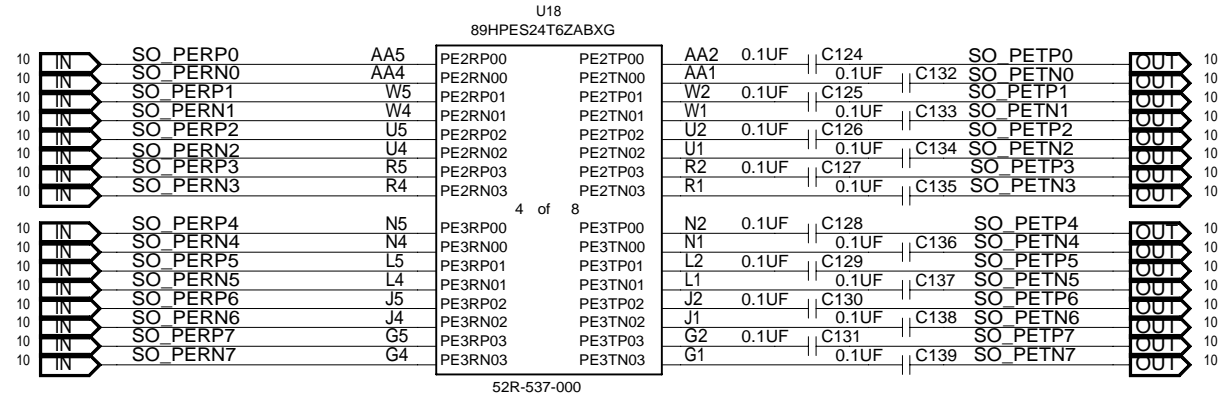 U18
89HPES24T6ZABXG
10 IN SO_PERP0 AA5 PE2RP00 PE2TP00 AA2 0.1UF C124 SO_PETP0 OUT 10
10 IN SO_PERN0 AA4 PE2RN00 PE2TN00 AA1 0.1UF C132 SO_PETN0 OUT 10
10 IN SO_PERP1 W5 PE2RP01 PE2TP01 W2 0.1UF C125 SO_PETP1 OUT 10
10 IN SO_PERN1 W4 PE2RN01 PE2TN01 W1 0.1UF C133 SO_PETN1 OUT 10
10 IN SO_PERP2 U5 PE2RP02 PE2TP02 U2 0.1UF C126 SO_PETP2 OUT 10
10 IN SO_PERN2 U4 PE2RN02 PE2TN02 U1 0.1UF C134 SO_PETN2 OUT 10
10 IN SO_PERP3 R5 PE2RP03 PE2TP03 R2 0.1UF C127 SO_PETP3 OUT 10
10 IN SO_PERN3 R4 PE2RN03 PE2TN03 R1 0.1UF C135 SO_PETN3 OUT 10
4 of 8
10 IN SO_PERP4 N5 PE3RP00 PE3TP00 N2 0.1UF C128 SO_PETP4 OUT 10
10 IN SO_PERN4 N4 PE3RN00 PE3TN00 N1 0.1UF C136 SO_PETN4 OUT 10
10 IN SO_PERP5 L5 PE3RP01 PE3TP01 L2 0.1UF C129 SO_PETP5 OUT 10
10 IN SO_PERN5 L4 PE3RN01 PE3TN01 L1 0.1UF C137 SO_PETN5 OUT 10
10 IN SO_PERP6 J5 PE3RP02 PE3TP02 J2 0.1UF C130 SO_PETP6 OUT 10
10 IN SO_PERN6 J4 PE3RN02 PE3TN02 J1 0.1UF C138 SO_PETN6 OUT 10
10 IN SO_PERP7 G5 PE3RP03 PE3TP03 G2 0.1UF C131 SO_PETP7 OUT 10
10 IN SO_PERN7 G4 PE3RN03 PE3TN03 G1 0.1UF C139 SO_PETN7 OUT 10
52R-537-000